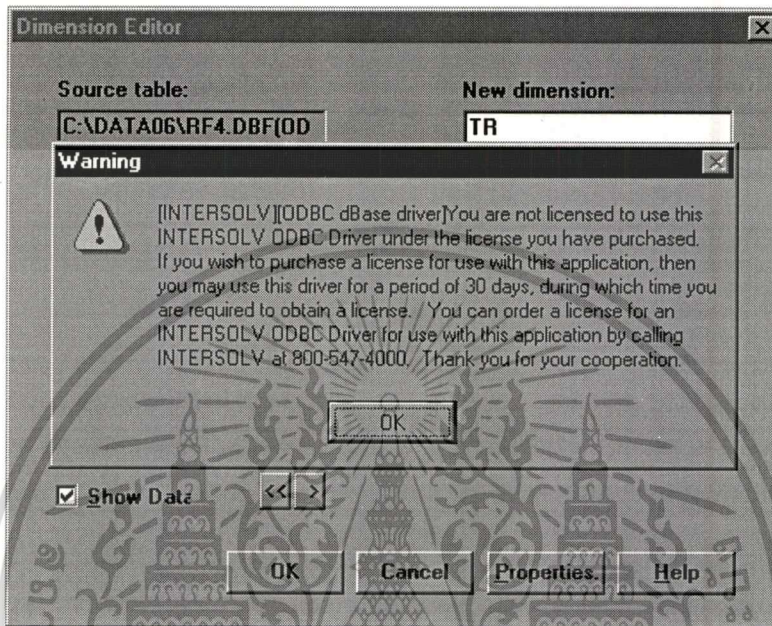 Dimension Editor
Source table:
New dimension:
C:\DATA06\RF4.DBF(OD
TR
Warning
[INTERSOLV][ODBC dBase driver]You are not licensed to use this
INTERSOLV ODBC Driver under the license you have purchased.
If you wish to purchase a license for use with this application, then
you may use this driver for a period of 30 days, during which time you
are required to obtain a license. You can order a license for an
INTERSOLV ODBC Driver for use with this application by calling
INTERSOLV at 800-547-4000. Thank you for your cooperation.
OK
Show Data
<< >
OK Cancel Properties. Help